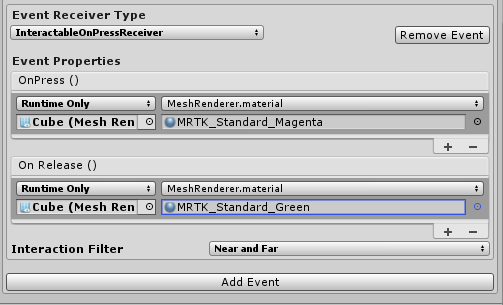 Event Receiver Type
InteractableOnPressReceiver
Remove Event
Event Properties
OnPress ()
Runtime Only
MeshRenderer.material
Cube (Mesh Ren
MRTK_Standard_Magenta
+ −
On Release ()
Runtime Only
MeshRenderer.material
Cube (Mesh Ren
MRTK_Standard_Green
+ −
Interaction Filter
Near and Far
Add Event